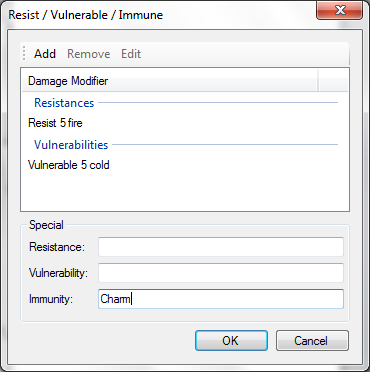 Resist / Vulnerable / Immune
Add Remove Edit
Damage Modifier
Resistances
Resist 5 fire
Vulnerabilities
Vulnerable 5 cold
Special
Resistance:
Vulnerability:
Immunity: Charm
OK Cancel